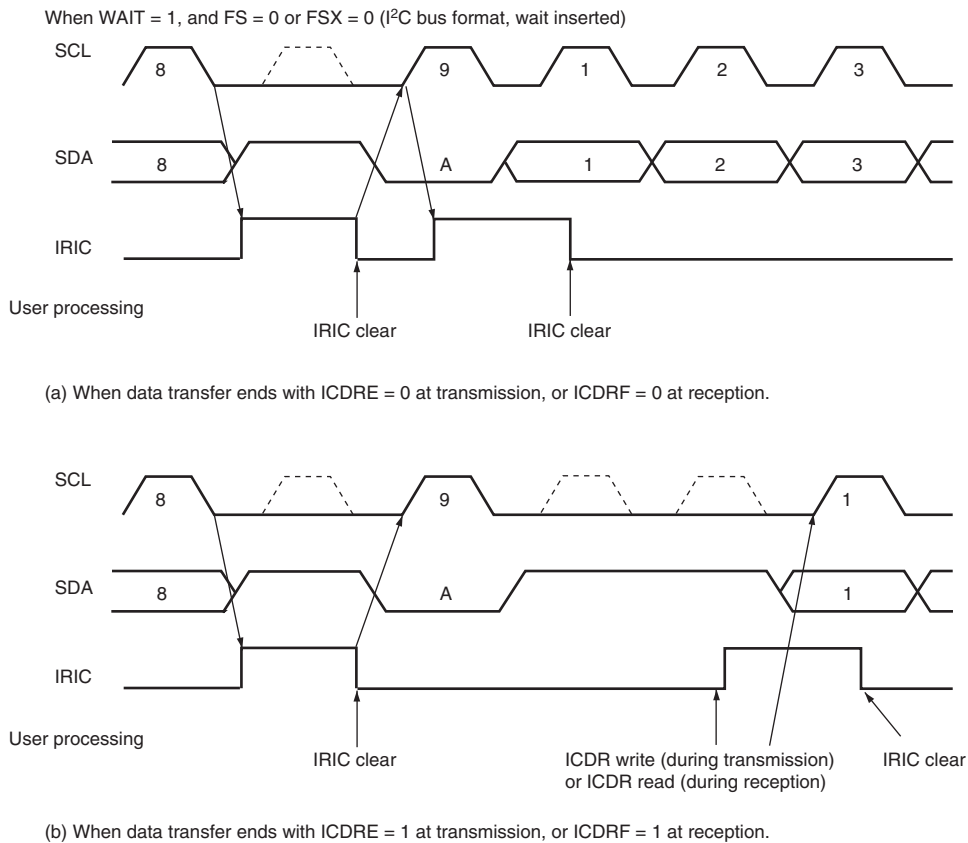 When WAIT = 1, and FS = 0 or FSX = 0 (I²C bus format, wait inserted)
SCL
8 9 1 2 3
SDA
8 A 1 2 3
IRIC
User processing
IRIC clear IRIC clear
(a) When data transfer ends with ICDRE = 0 at transmission, or ICDRF = 0 at reception.
SCL
8 9 1
SDA
8 A 1
IRIC
User processing
IRIC clear
ICDR write (during transmission)
or ICDR read (during reception)
IRIC clear
(b) When data transfer ends with ICDRE = 1 at transmission, or ICDRF = 1 at reception.